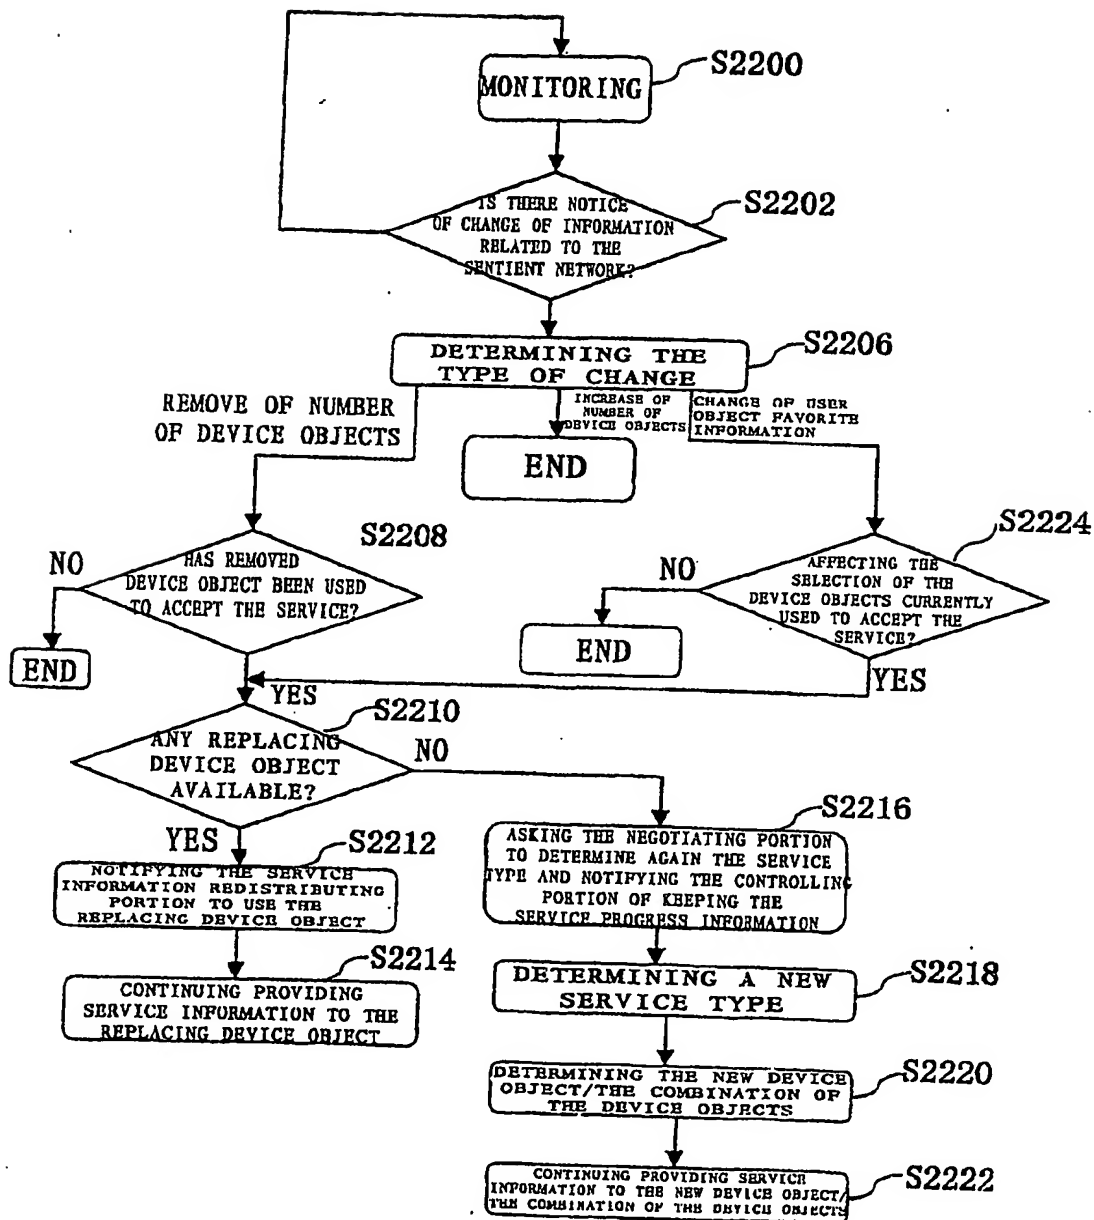 S2200
MONITORING
S2202
IS THERE NOTICE
OF CHANGE OF INFORMATION
RELATED TO THE
SENTIENT NETWORK?
S2206
DETERMINING THE
TYPE OF CHANGE
REMOVE OF NUMBER
OF DEVICE OBJECTS
INCREASE OF
NUMBER OF
DEVICE OBJECTS
CHANGE OF USER
OBJECT FAVORITE
INFORMATION
END
S2208
HAS REMOVED
DEVICE OBJECT BEEN USED
TO ACCEPT THE SERVICE?
NO
END
S2224
AFFECTING THE
SELECTION OF THE
DEVICE OBJECTS CURRENTLY
USED TO ACCEPT THE
SERVICE?
NO
END
YES
YES
S2210
ANY REPLACING
DEVICE OBJECT
AVAILABLE?
NO
YES
S2212
NOTIFYING THE SERVICE
INFORMATION REDISTRIBUTING
PORTION TO USE THE
REPLACING DEVICE OBJECT
S2214
CONTINUING PROVIDING
SERVICE INFORMATION TO THE
REPLACING DEVICE OBJECT
S2216
ASKING THE NEGOTIATING PORTION
TO DETERMINE AGAIN THE SERVICE
TYPE AND NOTIFYING THE CONTROLLING
PORTION OF KEEPING THE
SERVICE PROGRESS INFORMATION
S2218
DETERMINING A NEW
SERVICE TYPE
S2220
DETERMINING THE NEW DEVICE
OBJECT/THE COMBINATION OF
THE DEVICE OBJECTS
S2222
CONTINUING PROVIDING SERVICE
INFORMATION TO THE NEW DEVICE OBJECT/
THE COMBINATION OF THE DEVICE OBJECTS